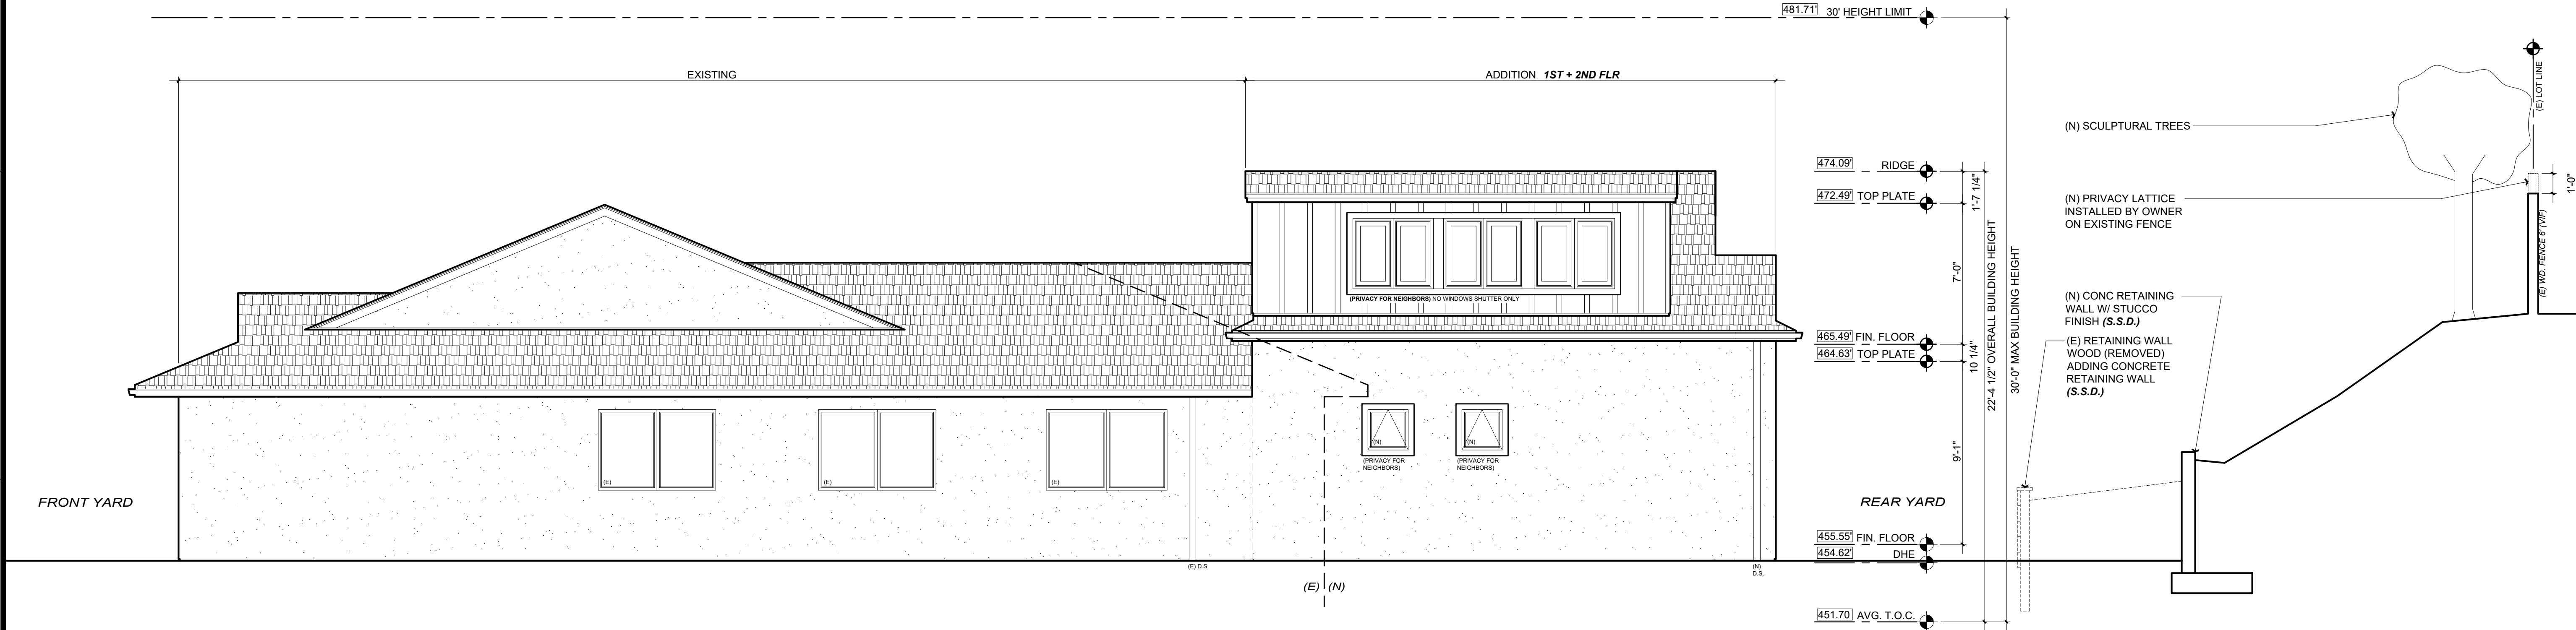 481.71' 30' HEIGHT LIMIT
EXISTING
ADDITION 1ST + 2ND FLR
(E) LOT LINE
(N) SCULPTURAL TREES
474.09' RIDGE
1'-7 1/4"
472.49' TOP PLATE
1'-0"
(N) PRIVACY LATTICE
INSTALLED BY OWNER
ON EXISTING FENCE
(E) WD. FENCE 6' (VIF)
7'-0"
22'-4 1/2" OVERALL BUILDING HEIGHT
30'-0" MAX BUILDING HEIGHT
(PRIVACY FOR NEIGHBORS) NO WINDOWS SHUTTER ONLY
(N) CONC RETAINING
WALL W/ STUCCO
FINISH (S.S.D.)
465.49' FIN. FLOOR
10 1/4"
464.63' TOP PLATE
(E) RETAINING WALL
WOOD (REMOVED)
ADDING CONCRETE
RETAINING WALL
(S.S.D.)
9'-1"
(N)
(N)
(PRIVACY FOR
NEIGHBORS)
(PRIVACY FOR
NEIGHBORS)
(E)
(E)
(E)
FRONT YARD
REAR YARD
455.55' FIN. FLOOR
454.62' DHE
(E) D.S.
(N)
D.S.
(E) (N)
451.70 AVG. T.O.C.